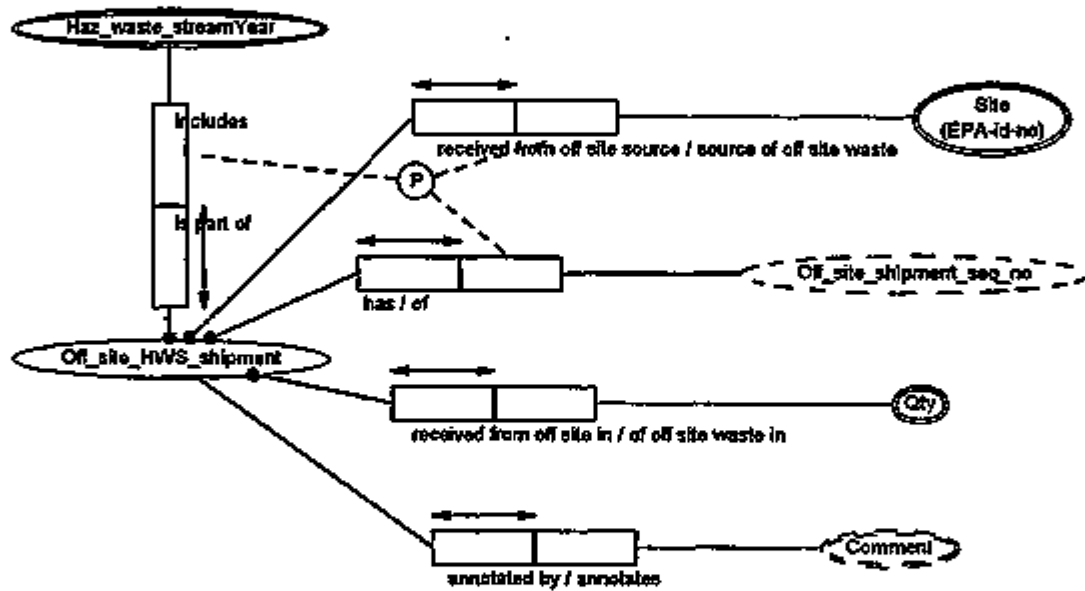 Haz_waste_streamYear
Includes
Site
(EPA-id-no)
received from off site source / source of off site waste
P
Is part of
Off_site_shipment_seq_no
has / of
Off_site_HWS_shipment
Qty
received from off site in / of off site waste in
Comment
annotated by / annotates